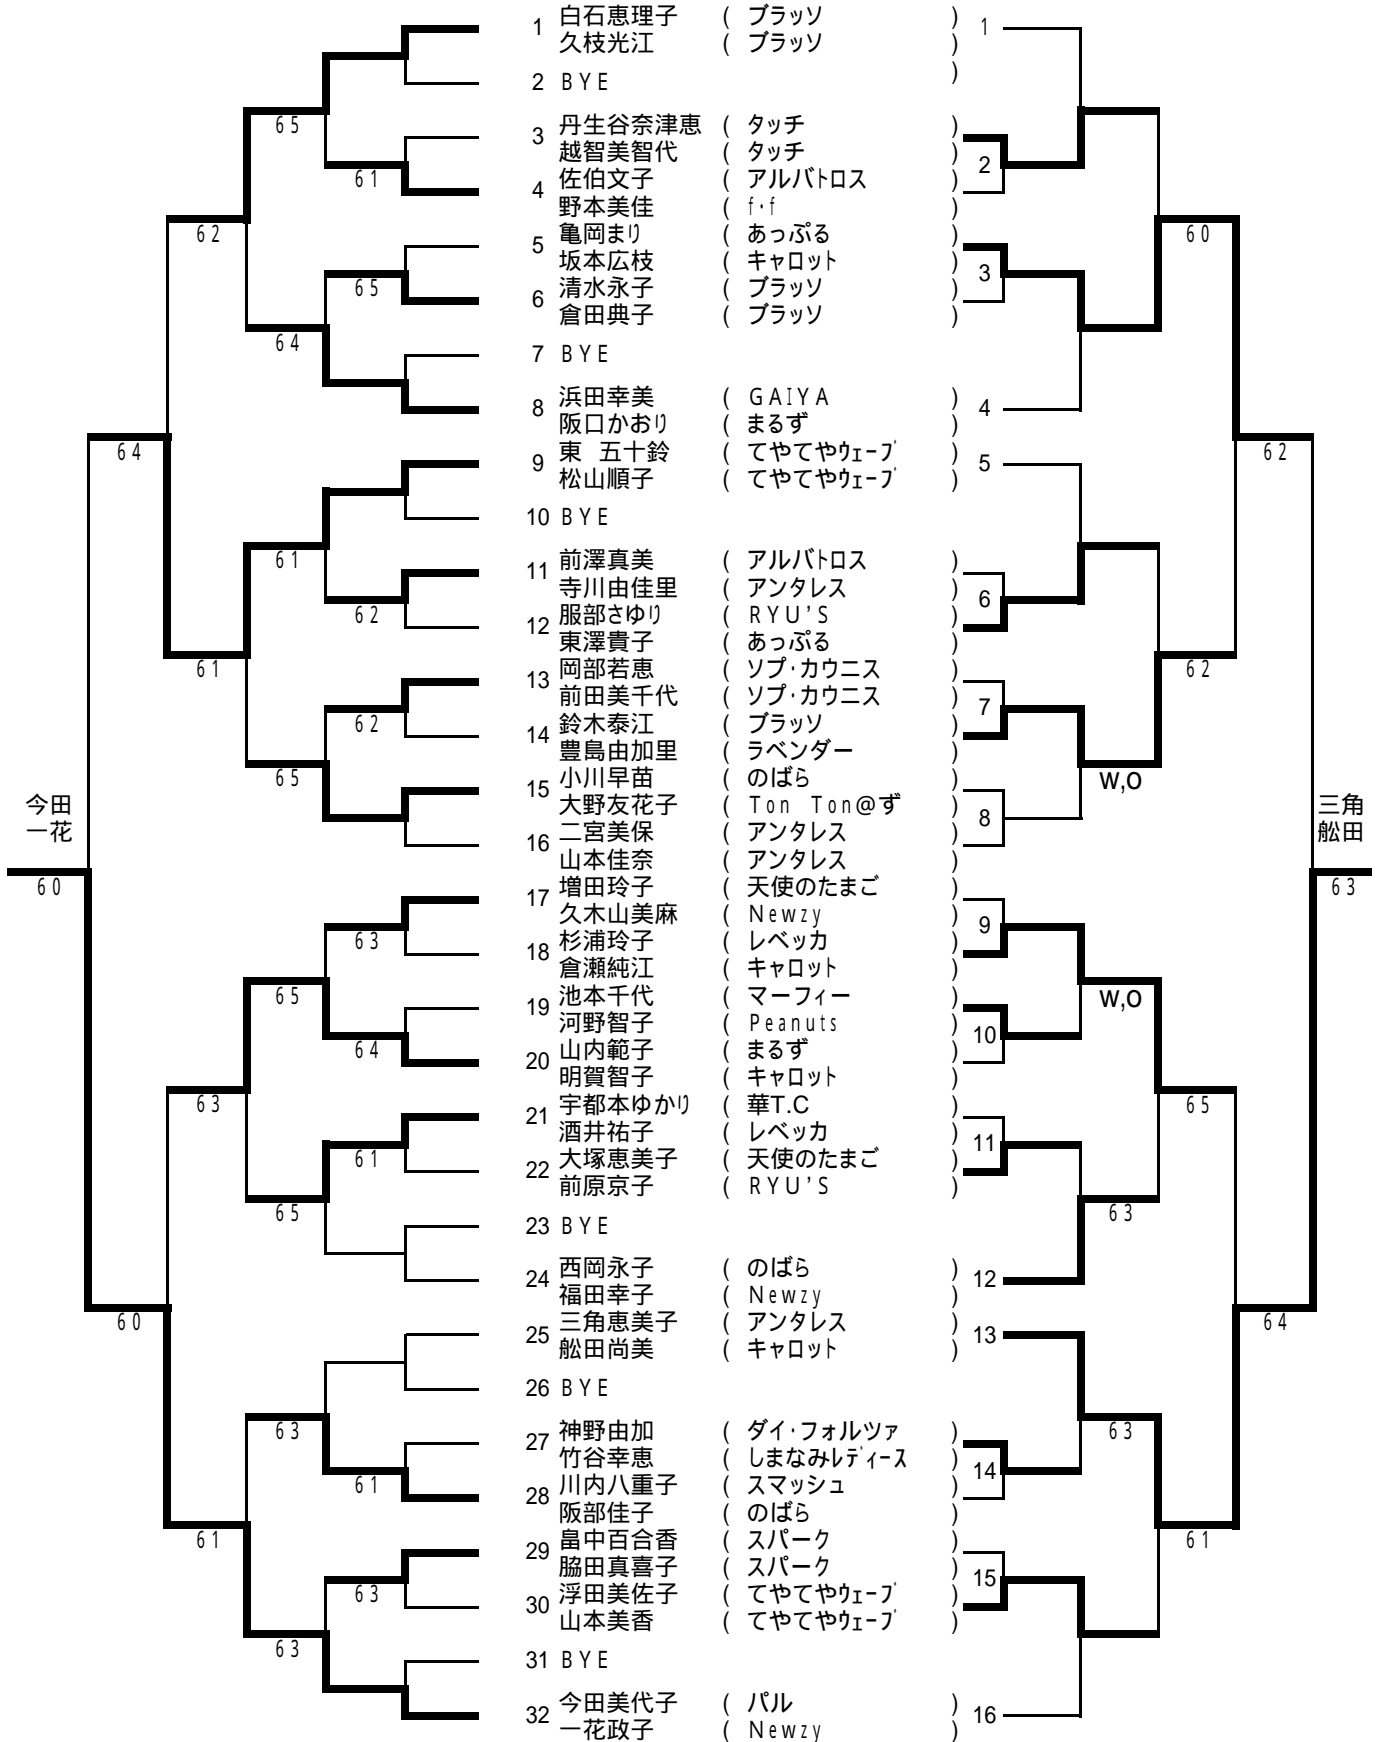 1 白石恵理子 ( ブラッソ ) 1
久枝光江 ( ブラッソ )
2 BYE )
65
3 丹生谷奈津恵 ( タッチ )
越智美智代 ( タッチ ) 2
61
4 佐伯文子 ( アルバトロス )
野本美佳 ( f・f )
62
60
5 亀岡まり ( あっぷる )
坂本広枝 ( キャロット ) 3
65
6 清水永子 ( ブラッソ )
倉田典子 ( ブラッソ )
64
7 BYE
8 浜田幸美 ( GAIYA ) 4
阪口かおり ( まるず )
64
62
9 東 五十鈴 ( てやてやウェーブ ) 5
松山順子 ( てやてやウェーブ )
10 BYE
61
11 前澤真美 ( アルバトロス )
寺川由佳里 ( アンタレス ) 6
62
12 服部さゆり ( RYU'S )
東澤貴子 ( あっぷる )
61
62
13 岡部若恵 ( ソプ・カウニス )
前田美千代 ( ソプ・カウニス ) 7
62
14 鈴木泰江 ( ブラッソ )
豊島由加里 ( ラベンダー )
65
W,O
15 小川早苗 ( のばら )
大野友花子 ( Ton Ton@ず ) 8
16 二宮美保 ( アンタレス )
山本佳奈 ( アンタレス )
今田
一花
三角
舩田
60
63
17 増田玲子 ( 天使のたまご )
久木山美麻 ( Newzy ) 9
63
18 杉浦玲子 ( レベッカ )
倉瀬純江 ( キャロット )
65
W,O
19 池本千代 ( マーフィー )
河野智子 ( Peanuts ) 10
64
20 山内範子 ( まるず )
明賀智子 ( キャロット )
63
65
21 宇都本ゆかり ( 華T.C )
酒井祐子 ( レベッカ ) 11
61
22 大塚恵美子 ( 天使のたまご )
前原京子 ( RYU'S )
65
63
23 BYE
24 西岡永子 ( のばら ) 12
福田幸子 ( Newzy )
60
64
25 三角恵美子 ( アンタレス ) 13
舩田尚美 ( キャロット )
26 BYE
63
63
27 神野由加 ( ダイ・フォルツァ )
竹谷幸恵 ( しまなみレディース ) 14
61
28 川内八重子 ( スマッシュ )
阪部佳子 ( のばら )
61
61
29 畠中百合香 ( スパーク )
脇田真喜子 ( スパーク ) 15
63
30 浮田美佐子 ( てやてやウェーブ )
山本美香 ( てやてやウェーブ )
63
31 BYE
32 今田美代子 ( パル ) 16
一花政子 ( Newzy )